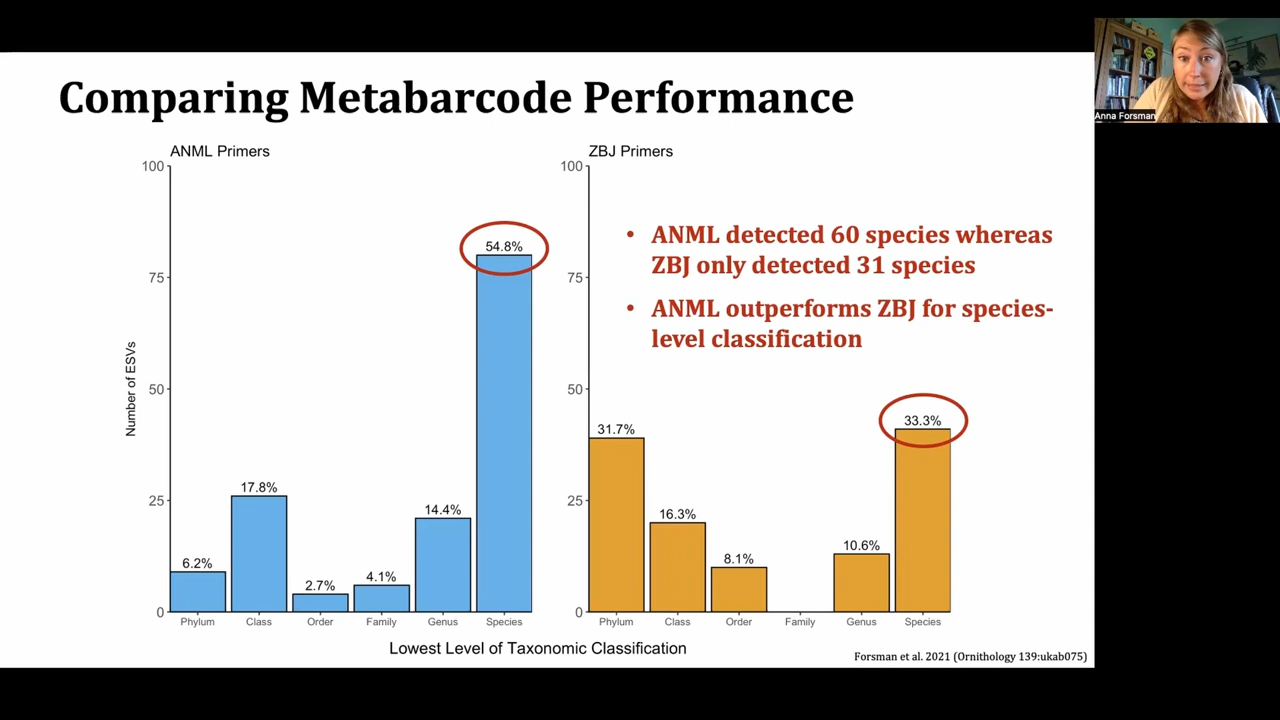 Comparing Metabarcode Performance
Anna Forsman
ANML Primers
100
75
50
25
0
Number of ESVs
6.2%
17.8%
2.7%
4.1%
14.4%
54.8%
Phylum
Class
Order
Family
Genus
Species
ZBJ Primers
100
75
50
25
0
31.7%
16.3%
8.1%
10.6%
33.3%
Phylum
Class
Order
Family
Genus
Species
• ANML detected 60 species whereas
ZBJ only detected 31 species
• ANML outperforms ZBJ for species-
level classification
Lowest Level of Taxonomic Classification
Forsman et al. 2021 (Ornithology 139:ukab075)